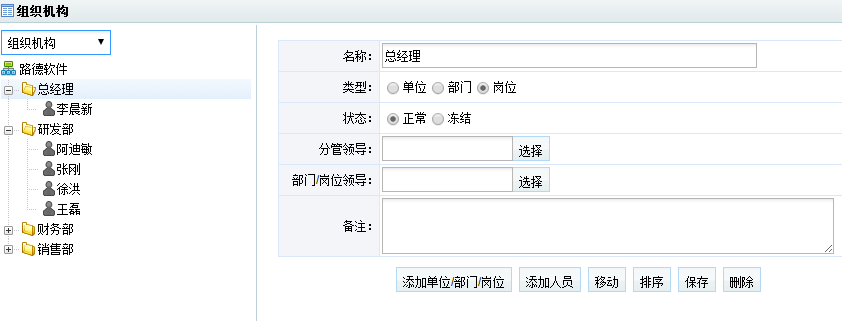 组织机构
组织机构
路德软件
总经理
李晨新
研发部
阿迪敏
张刚
徐洪
王磊
财务部
销售部
名称： 总经理
类型： 单位 部门 岗位
状态： 正常 冻结
分管领导： 选择
部门/岗位领导： 选择
备注：
添加单位/部门/岗位 添加人员 移动 排序 保存 删除